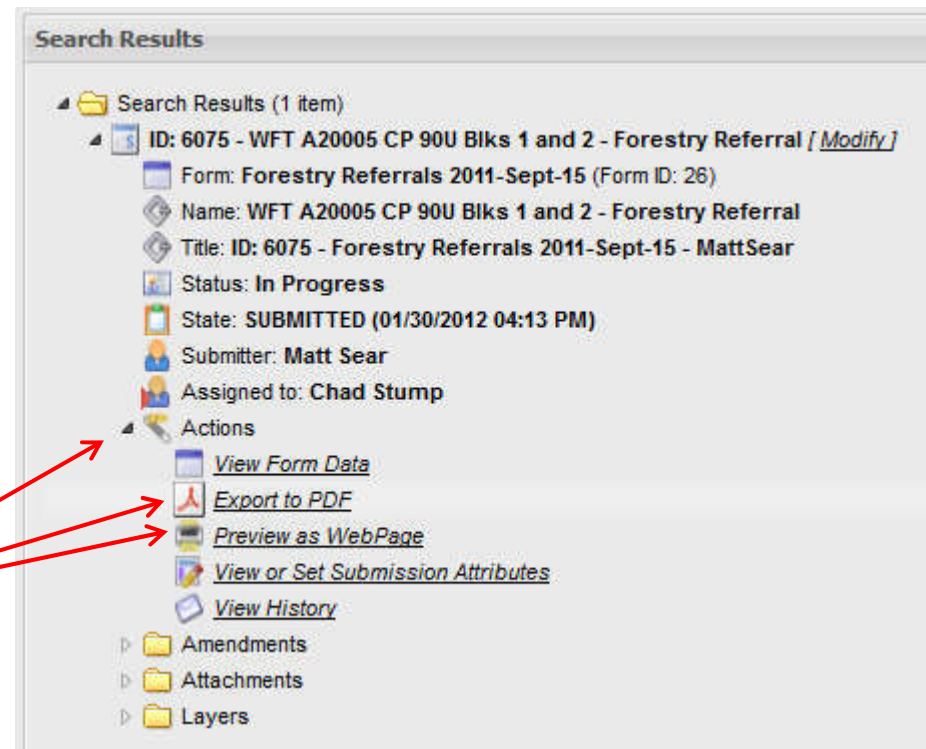 Search Results
Search Results (1 item)
ID: 6075 - WFT A20005 CP 90U Blks 1 and 2 - Forestry Referral [ Modify ]
Form: Forestry Referrals 2011-Sept-15 (Form ID: 26)
Name: WFT A20005 CP 90U Blks 1 and 2 - Forestry Referral
Title: ID: 6075 - Forestry Referrals 2011-Sept-15 - MattSear
Status: In Progress
State: SUBMITTED (01/30/2012 04:13 PM)
Submitter: Matt Sear
Assigned to: Chad Stump
Actions
View Form Data
Export to PDF
Preview as WebPage
View or Set Submission Attributes
View History
Amendments
Attachments
Layers